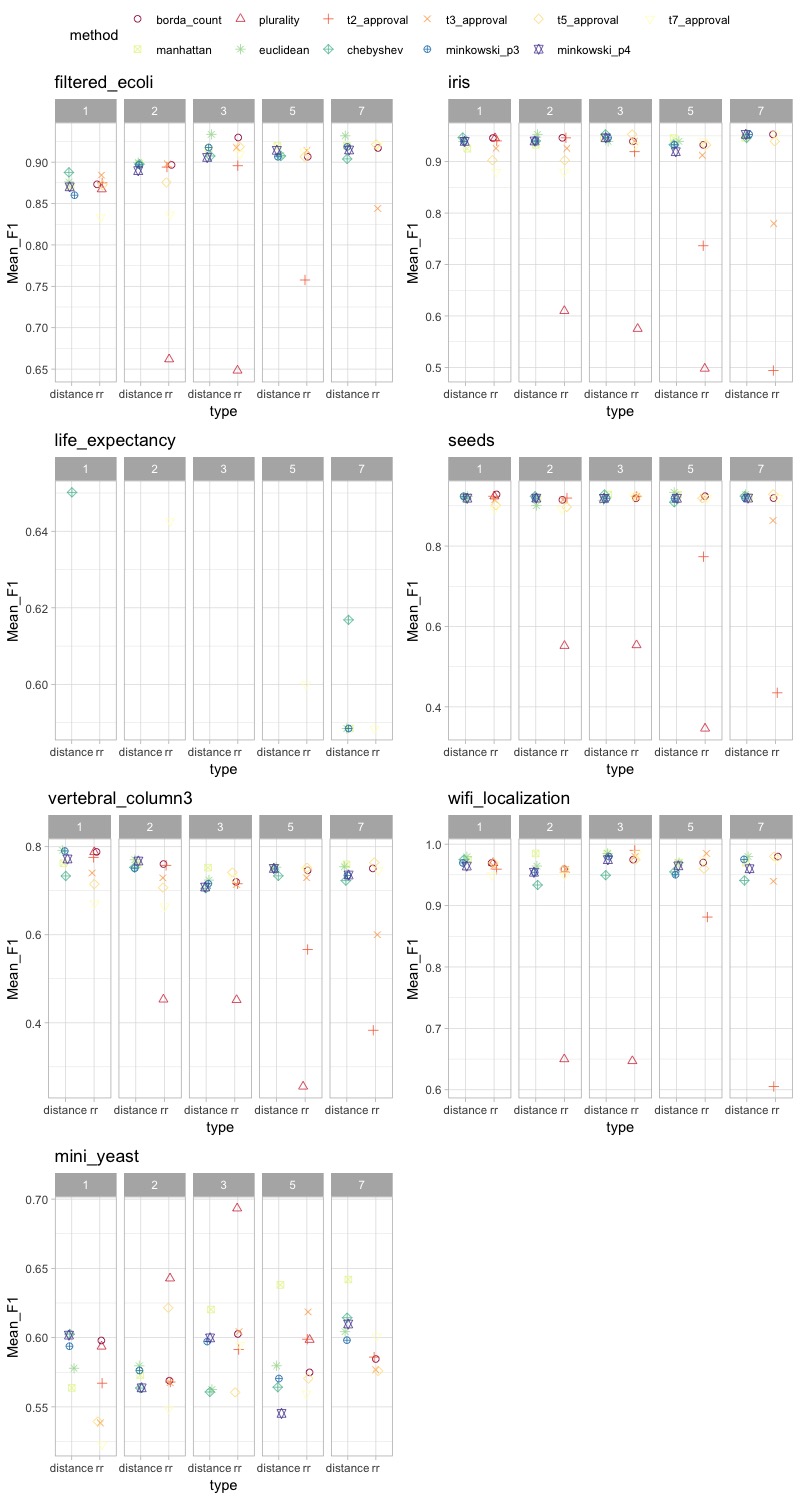 method borda_count plurality t2_approval t3_approval t5_approval t7_approval
manhattan euclidean chebyshev minkowski_p3 minkowski_p4
filtered_ecoli
1 2 3 5 7
0.90
0.85
0.80
0.75
0.70
0.65
Mean_F1
distance rr distance rr distance rr distance rr distance rr
type
iris
1 2 3 5 7
0.9
0.8
0.7
0.6
0.5
Mean_F1
distance rr distance rr distance rr distance rr distance rr
type
life_expectancy
1 2 3 5 7
0.64
0.62
0.60
Mean_F1
distance rr distance rr distance rr distance rr distance rr
type
seeds
1 2 3 5 7
0.8
0.6
0.4
Mean_F1
distance rr distance rr distance rr distance rr distance rr
type
vertebral_column3
1 2 3 5 7
0.8
0.6
0.4
Mean_F1
distance rr distance rr distance rr distance rr distance rr
type
wifi_localization
1 2 3 5 7
1.0
0.9
0.8
0.7
0.6
Mean_F1
distance rr distance rr distance rr distance rr distance rr
type
mini_yeast
1 2 3 5 7
0.70
0.65
0.60
0.55
Mean_F1
distance rr distance rr distance rr distance rr distance rr
type